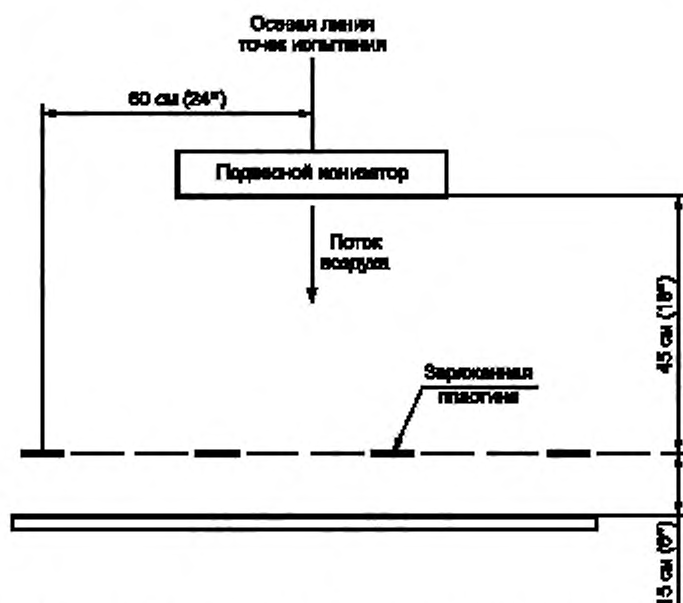 Осевая линия
точек испытания
60 см (24")
Подвесной ионизатор
Поток
воздуха
45 см (18")
Заряженная
пластина
15 см (6")